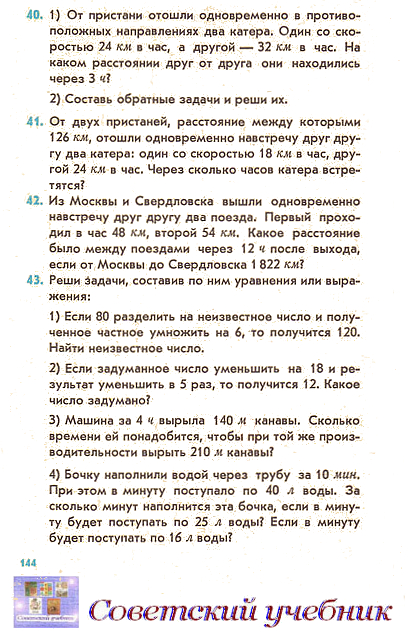 40. 1) От пристани отошли одновременно в противо-
положных направлениях два катера. Один со ско-
ростью 24 км в час, а другой — 32 км в час. На
каком расстоянии друг от друга они находились
через 3 ч?
2) Составь обратные задачи и реши их.
41. От двух пристаней, расстояние между которыми
126 км, отошли одновременно навстречу друг дру-
гу два катера: один со скоростью 18 км в час, дру-
гой 24 км в час. Через сколько часов катера встре-
тятся?
42. Из Москвы и Свердловска вышли одновременно
навстречу друг другу два поезда. Первый прохо-
дил в час 48 км, второй 54 км. Какое расстояние
было между поездами через 12 ч после выхода,
если от Москвы до Свердловска 1 822 км?
43. Реши задачи, составив по ним уравнения или выра-
жения:
1) Если 80 разделить на неизвестное число и полу-
ченное частное умножить на 6, то получится 120.
Найти неизвестное число.
2) Если задуманное число уменьшить на 18 и ре-
зультат уменьшить в 5 раз, то получится 12. Какое
число задумано?
3) Машина за 4 ч вырыла 140 м канавы. Сколько
времени ей понадобится, чтобы при той же произ-
водительности вырыть 210 м канавы?
4) Бочку наполнили водой через трубу за 10 мин.
При этом в минуту поступало по 40 л воды. За
сколько минут наполнится эта бочка, если в мину-
ту будет поступать по 25 л воды? Если в минуту
будет поступать по 16 л воды?
144
Советский учебник
Советский учебник